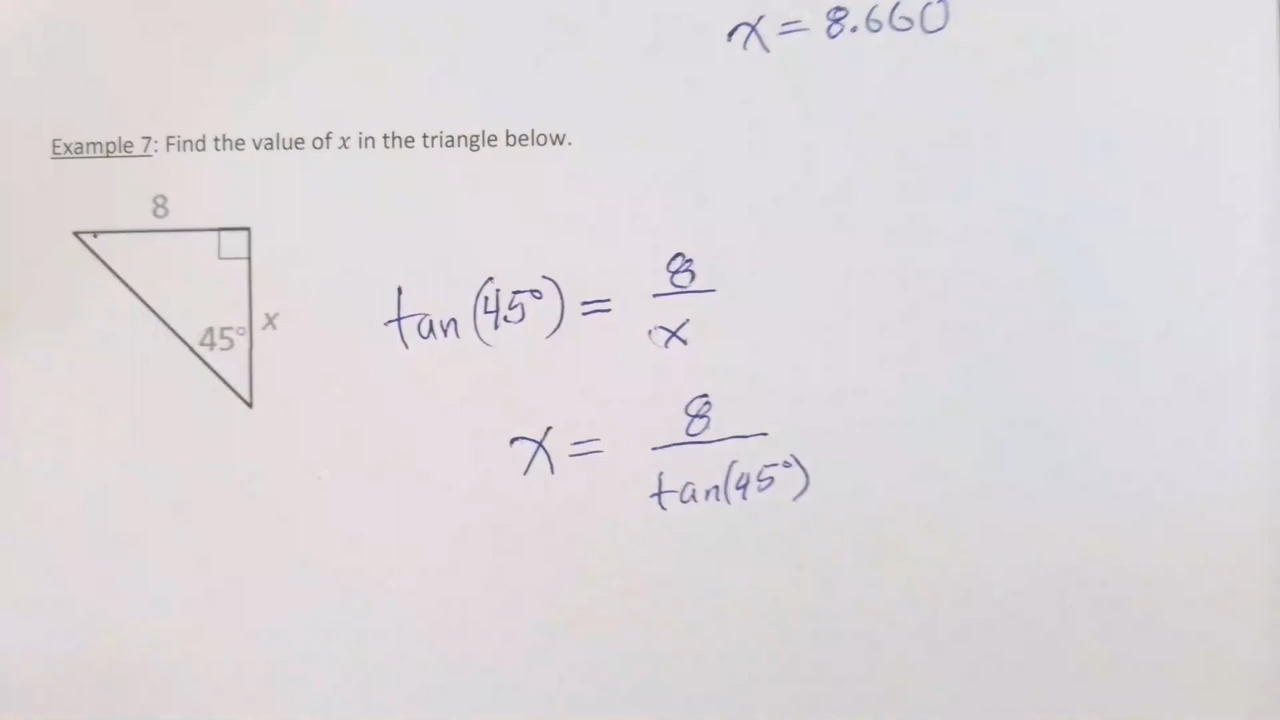 x = 8.660
Example 7: Find the value of x in the triangle below.
8
45°
x
tan(45°) = 8/x
x = 8/tan(45°)